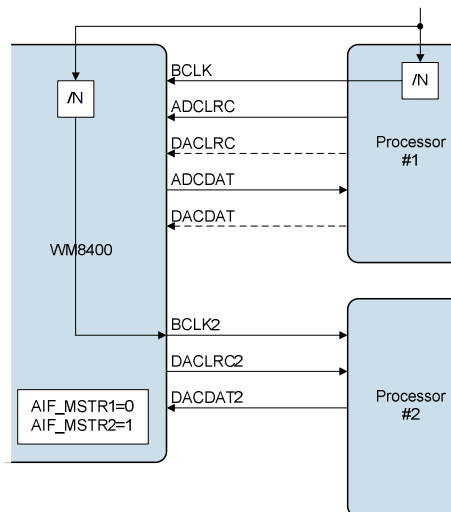 BCLK
/N
/N
ADCLRC
DACLRC
Processor
#1
ADCDAT
DACDAT
WM8400
BCLK2
DACLRC2
DACDAT2
Processor
#2
AIF_MSTR1=0
AIF_MSTR2=1